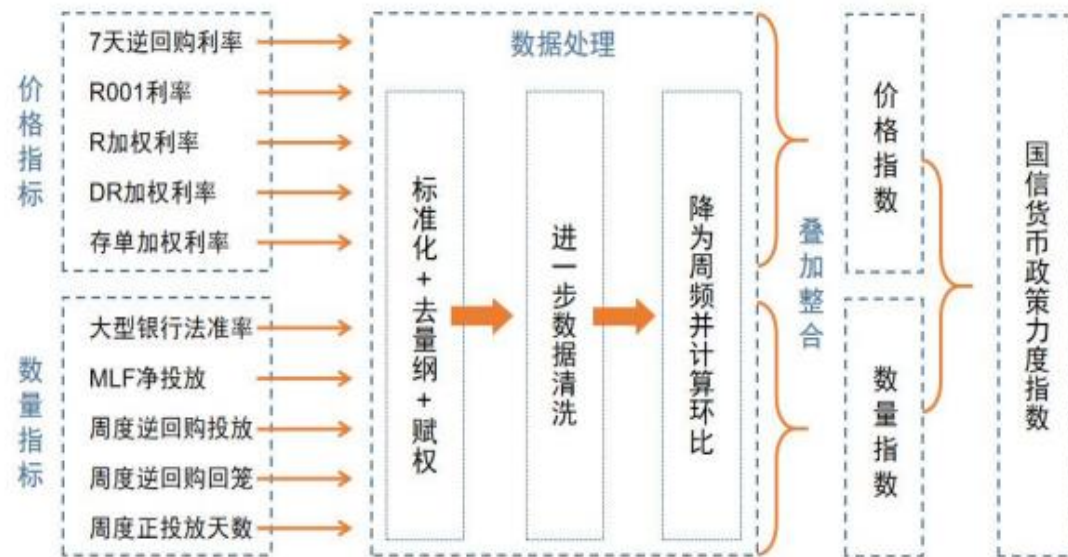 价格指标
7天逆回购利率
R001利率
R加权利率
DR加权利率
存单加权利率
数量指标
大型银行法准率
MLF净投放
周度逆回购投放
周度逆回购回笼
周度正投放天数
数据处理
标准化+去量纲+赋权
进一步数据清洗
降为周频并计算环比
叠加整合
价格指数
数量指数
国信货币政策力度指数